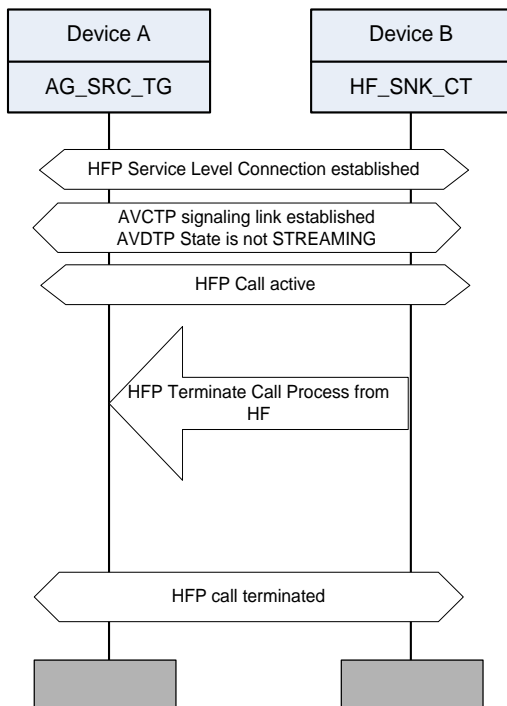 Device A
Device B
AG_SRC_TG
HF_SNK_CT
HFP Service Level Connection established
AVCTP signaling link established
AVDTP State is not STREAMING
HFP Call active
HFP Terminate Call Process from
HF
HFP call terminated